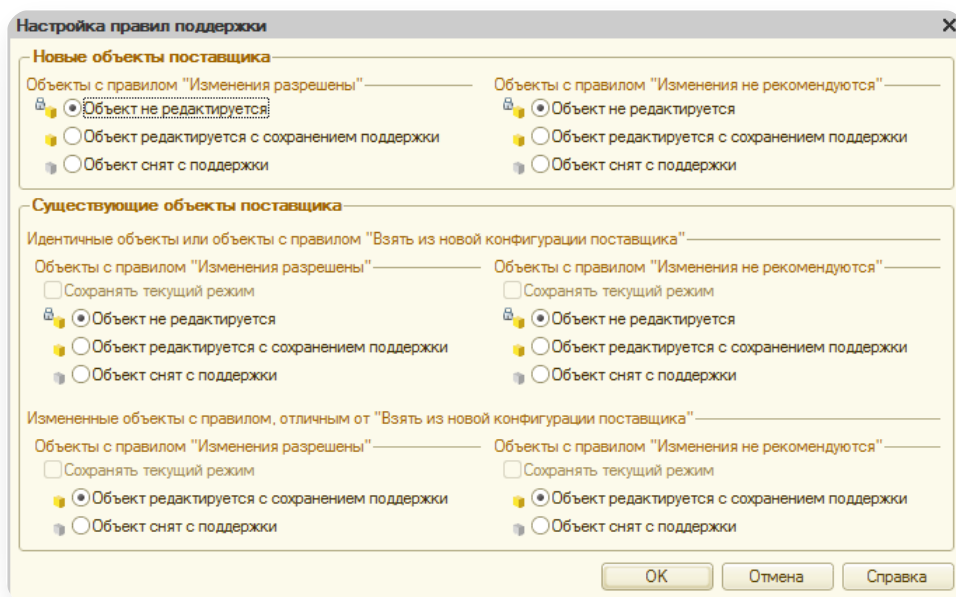 Настройка правил поддержки
Новые объекты поставщика
Объекты с правилом "Изменения разрешены" Объекты с правилом "Изменения не рекомендуются"
Объект не редактируется Объект не редактируется
Объект редактируется с сохранением поддержки Объект редактируется с сохранением поддержки
Объект снят с поддержки Объект снят с поддержки
Существующие объекты поставщика
Идентичные объекты или объекты с правилом "Взять из новой конфигурации поставщика"
Объекты с правилом "Изменения разрешены" Объекты с правилом "Изменения не рекомендуются"
Сохранять текущий режим Сохранять текущий режим
Объект не редактируется Объект не редактируется
Объект редактируется с сохранением поддержки Объект редактируется с сохранением поддержки
Объект снят с поддержки Объект снят с поддержки
Измененные объекты с правилом, отличным от "Взять из новой конфигурации поставщика"
Объекты с правилом "Изменения разрешены" Объекты с правилом "Изменения не рекомендуются"
Сохранять текущий режим Сохранять текущий режим
Объект редактируется с сохранением поддержки Объект редактируется с сохранением поддержки
Объект снят с поддержки Объект снят с поддержки
OK Отмена Справка